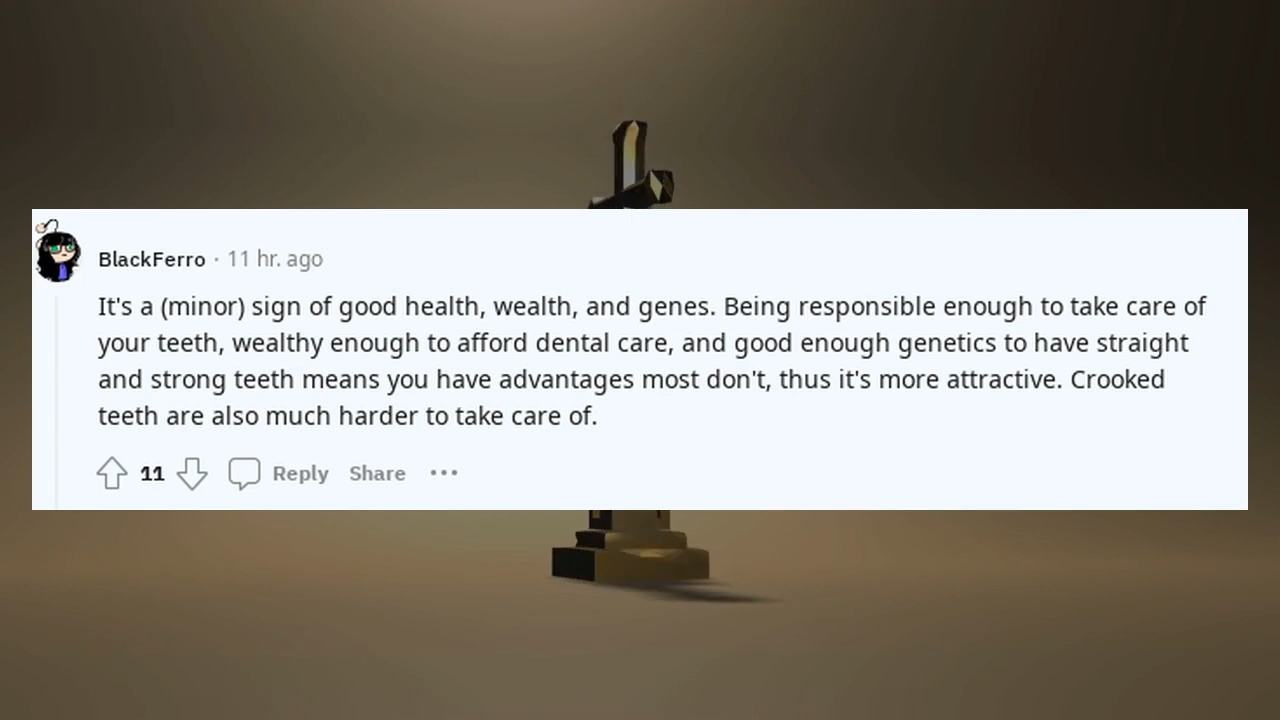 BlackFerro · 11 hr. ago
It's a (minor) sign of good health, wealth, and genes. Being responsible enough to take care of
your teeth, wealthy enough to afford dental care, and good enough genetics to have straight
and strong teeth means you have advantages most don't, thus it's more attractive. Crooked
teeth are also much harder to take care of.
11 Reply Share ···